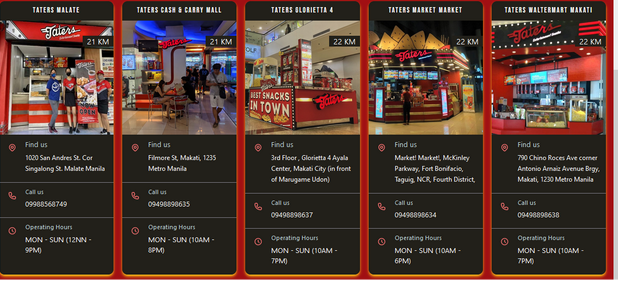 TATERS MALATE
Taters
21 KM
Find us
1020 San Andres St. Cor
Singalong St. Malate Manila
Call us
09988568749
Operating Hours
MON - SUN (12NN -
9PM)
TATERS CASH & CARRY MALL
21 KM
Find us
Filmore St, Makati, 1235
Metro Manila
Call us
09498898635
Operating Hours
MON - SUN (10AM -
8PM)
TATERS GLORIETTA 4
22 KM
BEST SNACKS
IN TOWN
Taters
Find us
3rd Floor , Glorietta 4 Ayala
Center, Makati City (in front
of Marugame Udon)
Call us
09498898637
Operating Hours
MON - SUN (10AM -
7PM)
TATERS MARKET MARKET
22 KM
Taters
Find us
Market! Market!, McKinley
Parkway, Fort Bonifacio,
Taguig, NCR, Fourth District,
Call us
09498898634
Operating Hours
MON - SUN (10AM -
6PM)
TATERS WALTERMART MAKATI
Taters
22 KM
Find us
790 Chino Roces Ave corner
Antonio Arnaiz Avenue Brgy,
Makati, 1230 Metro Manila
Call us
09498898638
Operating Hours
MON - SUN (10AM -
7PM)